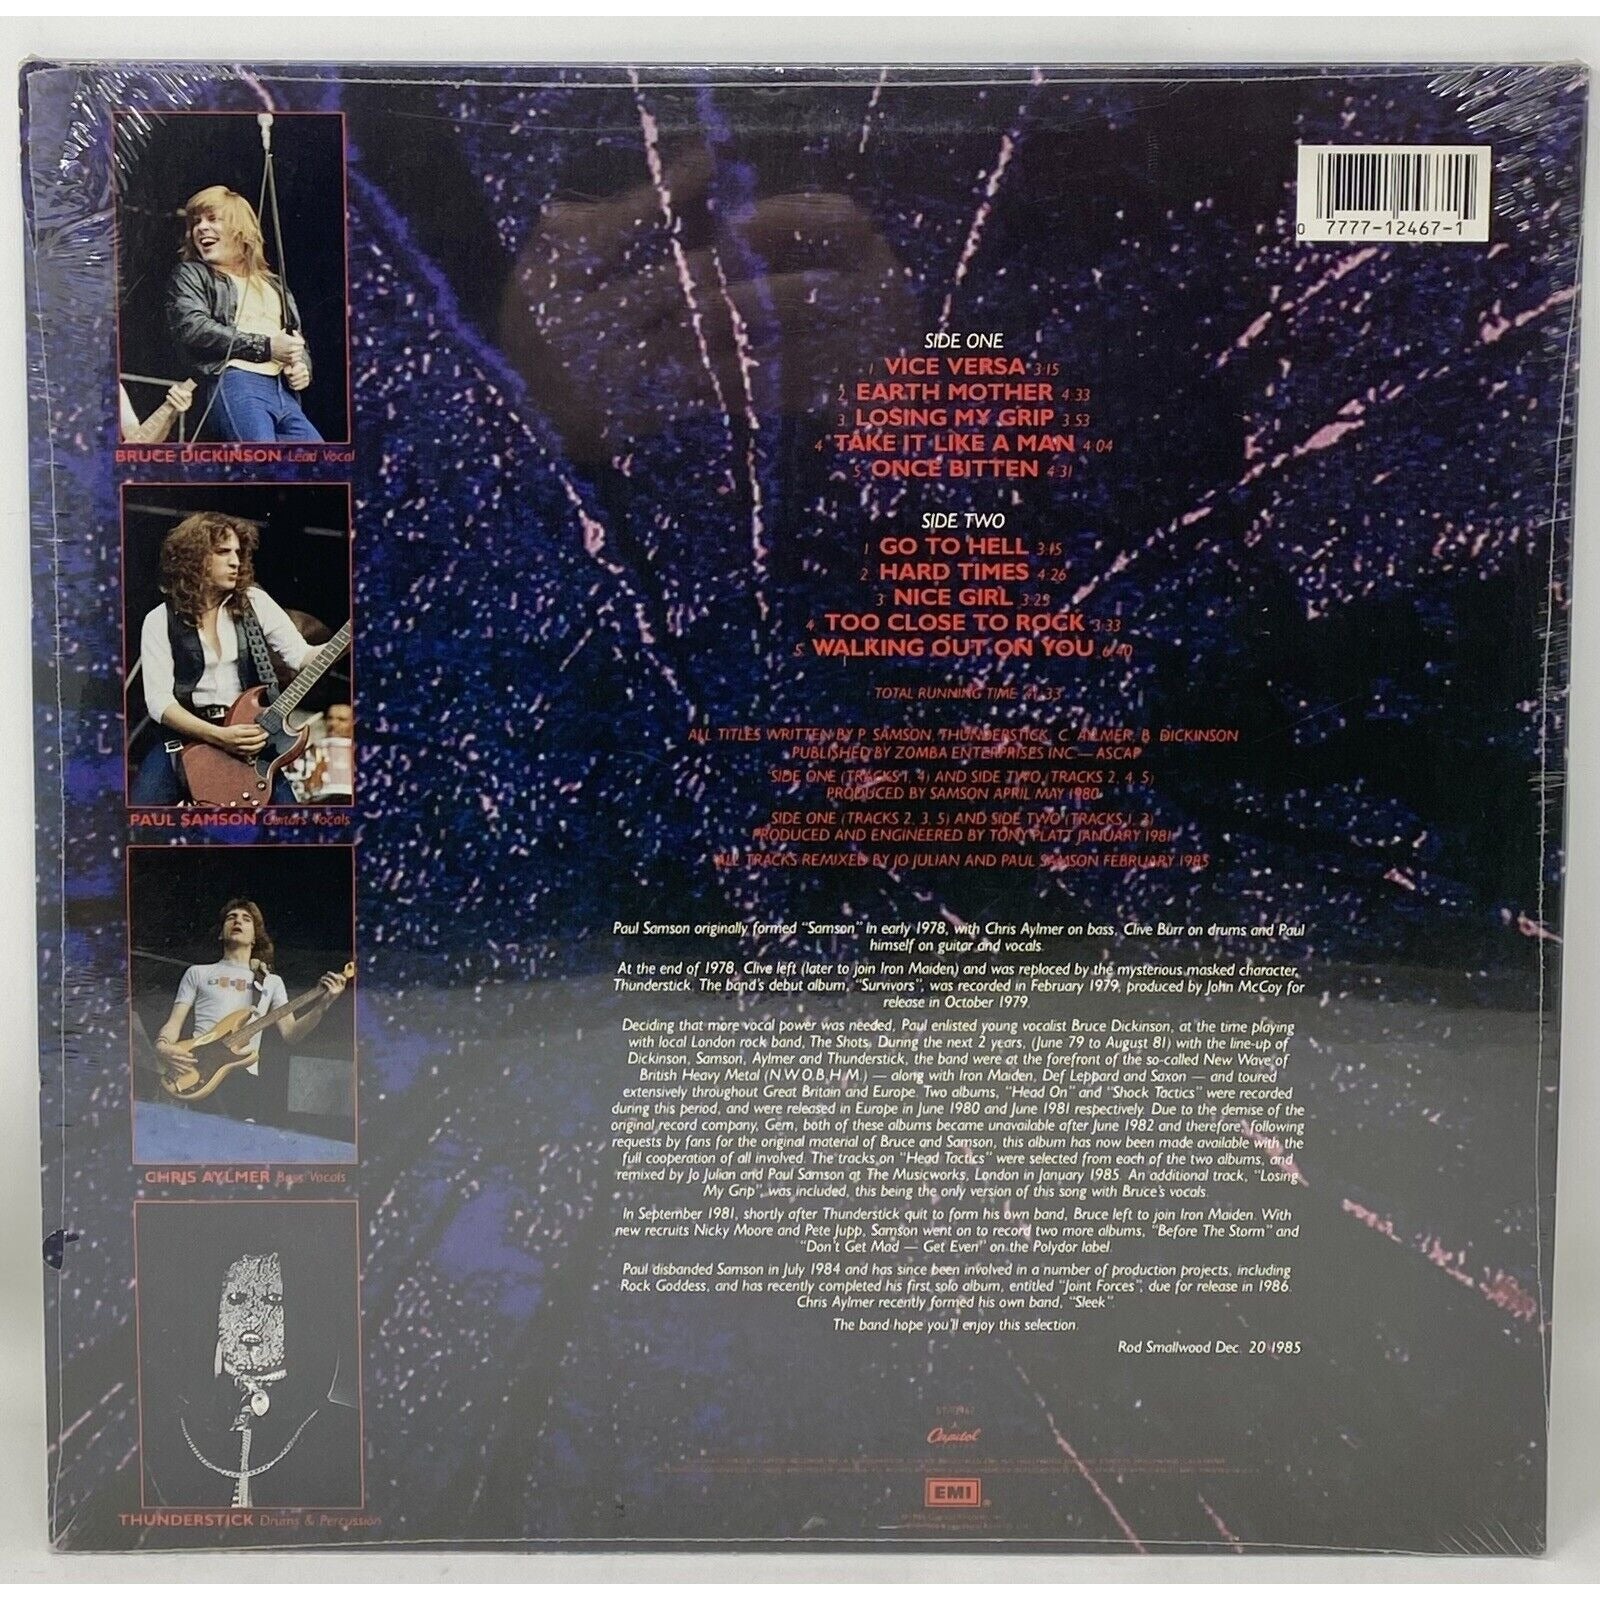 0 7777-12467-1
BRUCE DICKINSON Lead Vocal
PAUL SAMSON Guitars Vocals
CHRIS AYLMER Bass Vocals
THUNDERSTICK Drums & Percussion
SIDE ONE
1 VICE VERSA 3:15
2 EARTH MOTHER 4:33
3 LOSING MY GRIP 3:53
4 TAKE IT LIKE A MAN 4:04
5 ONCE BITTEN 4:31
SIDE TWO
1 GO TO HELL 3:15
2 HARD TIMES 4:26
3 NICE GIRL 3:23
4 TOO CLOSE TO ROCK 3:33
5 WALKING OUT ON YOU 6:40
TOTAL RUNNING TIME 41:33
ALL TITLES WRITTEN BY P. SAMSON, THUNDERSTICK, C. AYLMER, B. DICKINSON
PUBLISHED BY ZOMBA ENTERPRISES INC.—ASCAP
SIDE ONE (TRACKS 1, 4) AND SIDE TWO, (TRACKS 2, 4, 5)
PRODUCED BY SAMSON APRIL MAY 1980
SIDE ONE (TRACKS 2, 3, 5) AND SIDE TWO (TRACKS 1, 3)
PRODUCED AND ENGINEERED BY TONY PLATT JANUARY 1981
ALL TRACKS REMIXED BY JO JULIAN AND PAUL SAMSON FEBRUARY 1985
Paul Samson originally formed "Samson" In early 1978, with Chris Aylmer on bass, Clive Burr on drums and Paul
himself on guitar and vocals.
At the end of 1978, Clive left (later to join Iron Maiden) and was replaced by the mysterious masked character,
Thunderstick. The band's debut album, "Survivors", was recorded in February 1979, produced by John McCoy for
release in October 1979.
Deciding that more vocal power was needed, Paul enlisted young vocalist Bruce Dickinson, at the time playing
with local London rock band, The Shots. During the next 2 years, (June 79 to August 81) with the line-up of
Dickinson, Samson, Aylmer and Thunderstick, the band were at the forefront of the so-called New Wave of
British Heavy Metal (N.W.O.B.H.M.) — along with Iron Maiden, Def Leppard and Saxon — and toured
extensively throughout Great Britain and Europe. Two albums, "Head On" and "Shock Tactics" were recorded
during this period, and were released in Europe in June 1980 and June 1981 respectively. Due to the demise of the
original record company, Gem, both of these albums became unavailable after June 1982 and therefore, following
requests by fans for the original material of Bruce and Samson, this album has now been made available with the
full cooperation of all involved. The tracks on "Head Tactics" were selected from each of the two albums, and
remixed by Jo Julian and Paul Samson at The Musicworks, London in January 1985. An additional track, "Losing
My Grip", was included, this being the only version of this song with Bruce's vocals.
In September 1981, shortly after Thunderstick quit to form his own band, Bruce left to join Iron Maiden. With
new recruits Nicky Moore and Pete Jupp, Samson went on to record two more albums, "Before The Storm" and
"Don't Get Mad — Get Even" on the Polydor label.
Paul disbanded Samson in July 1984 and has since been involved in a number of production projects, including
Rock Goddess, and has recently completed his first solo album, entitled "Joint Forces", due for release in 1986.
Chris Aylmer recently formed his own band, "Sleek".
The band hope you'll enjoy this selection.
Rod Smallwood Dec. 20 1985
Capitol
EMI